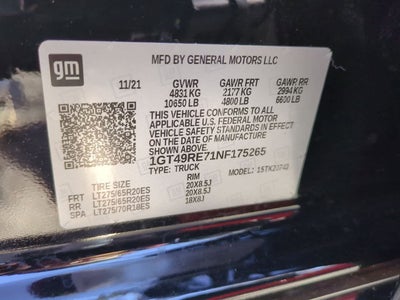 gm
MFD BY GENERAL MOTORS LLC
11/21 GVWR GAWR FRT GAWR RR
4831 KG 2177 KG 2994 KG
10650 LB 4800 LB 6600 LB
THIS VEHICLE CONFORMS TO ALL
APPLICABLE U.S. FEDERAL MOTOR
VEHICLE SAFETY STANDARDS IN EFFECT
ON THE DATE OF MANUFACTURE
SHOWN ABOVE.
1GT49RE71NF175265
TYPE: TRUCK MODEL:
TIRE SIZE RIM
FRT LT275/65R20ES 20X8.5J
RR LT275/65R20ES 20X8.5J
SPA LT275/70R18ES 18X8J